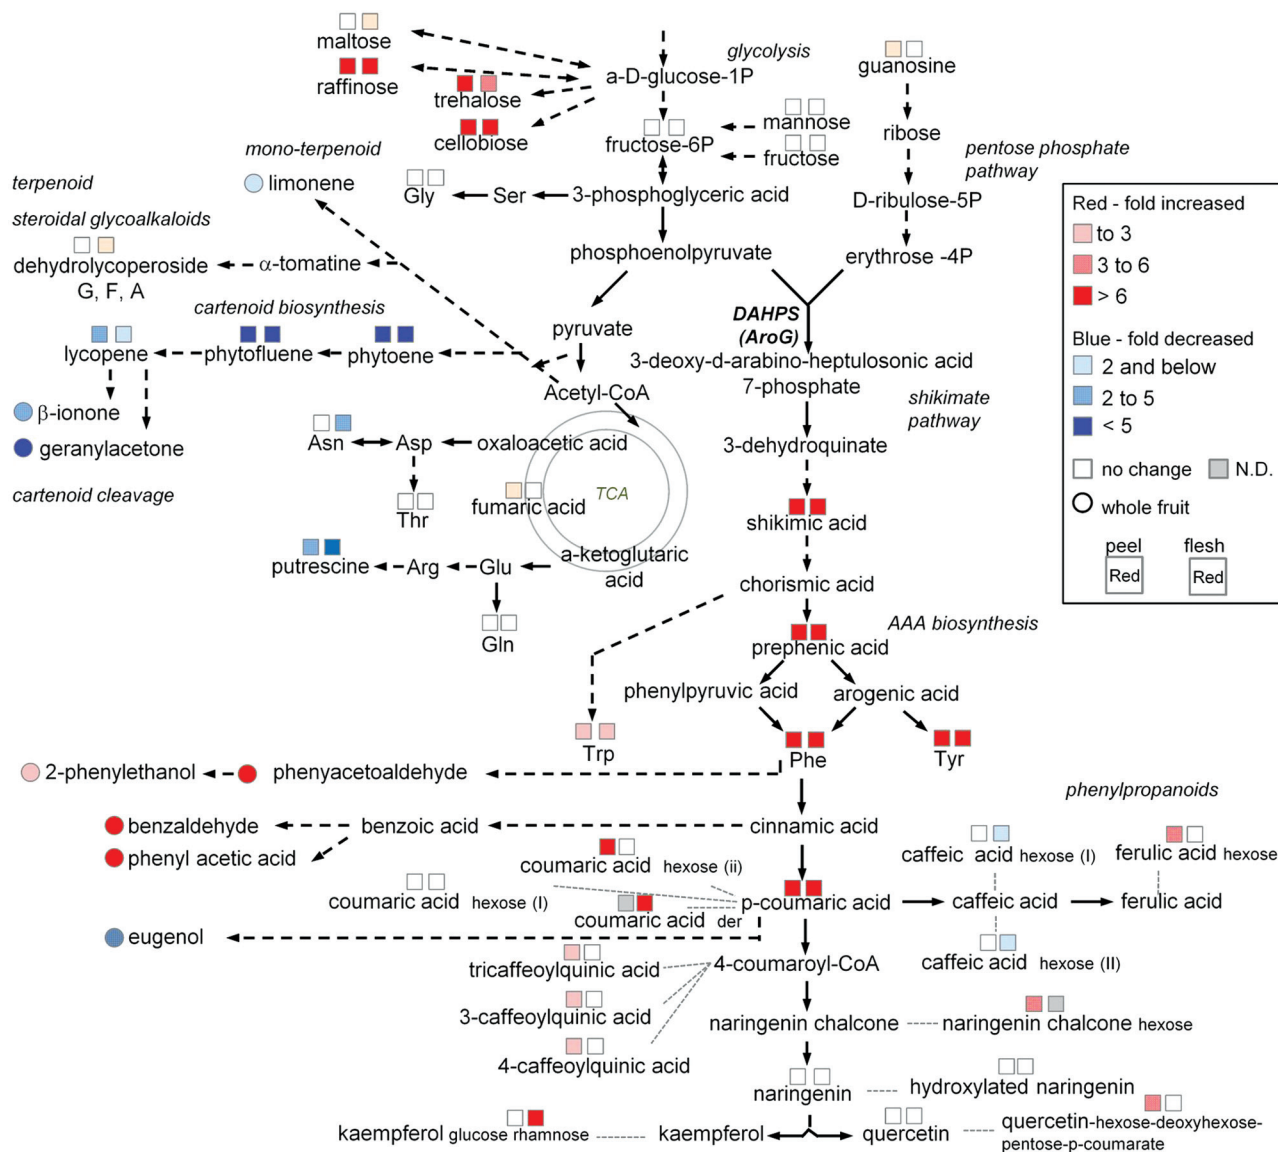 maltose
raffinose
trehalose
cellobiose
glycolysis
a-D-glucose-1P
fructose-6P
mannose
fructose
guanosine
ribose
pentose phosphate
pathway
D-ribulose-5P
erythrose -4P
mono-terpenoid
limonene
terpenoid
steroidal glycoalkaloids
dehydrolycoperoside
G, F, A
α-tomatine
Gly
Ser
3-phosphoglyceric acid
phosphoenolpyruvate
cartenoid biosynthesis
lycopene
phytofluene
phytoene
pyruvate
DAHPS
(AroG)
3-deoxy-d-arabino-heptulosonic acid
7-phosphate
Acetyl-CoA
shikimate
pathway
β-ionone
geranylacetone
cartenoid cleavage
Asn
Asp
oxaloacetic acid
Thr
fumaric acid
TCA
3-dehydroquinate
shikimic acid
putrescine
Arg
Glu
a-ketoglutaric
acid
Gln
chorismic acid
AAA biosynthesis
prephenic acid
phenylpyruvic acid
arogenic acid
Trp
Phe
Tyr
2-phenylethanol
phenyacetoaldehyde
phenylpropanoids
benzaldehyde
benzoic acid
cinnamic acid
phenyl acetic acid
coumaric acid hexose (ii)
coumaric acid hexose (I)
coumaric acid der
p-coumaric acid
caffeic acid hexose (I)
ferulic acid hexose
caffeic acid
ferulic acid
caffeic acid hexose (II)
eugenol
tricaffeoylquinic acid
4-coumaroyl-CoA
3-caffeoylquinic acid
4-caffeoylquinic acid
naringenin chalcone
naringenin chalcone hexose
naringenin
hydroxylated naringenin
kaempferol glucose rhamnose
kaempferol
quercetin
quercetin-hexose-deoxyhexose-
pentose-p-coumarate
Red - fold increased
to 3
3 to 6
> 6
Blue - fold decreased
2 and below
2 to 5
< 5
no change
N.D.
whole fruit
peel
flesh
Red
Red